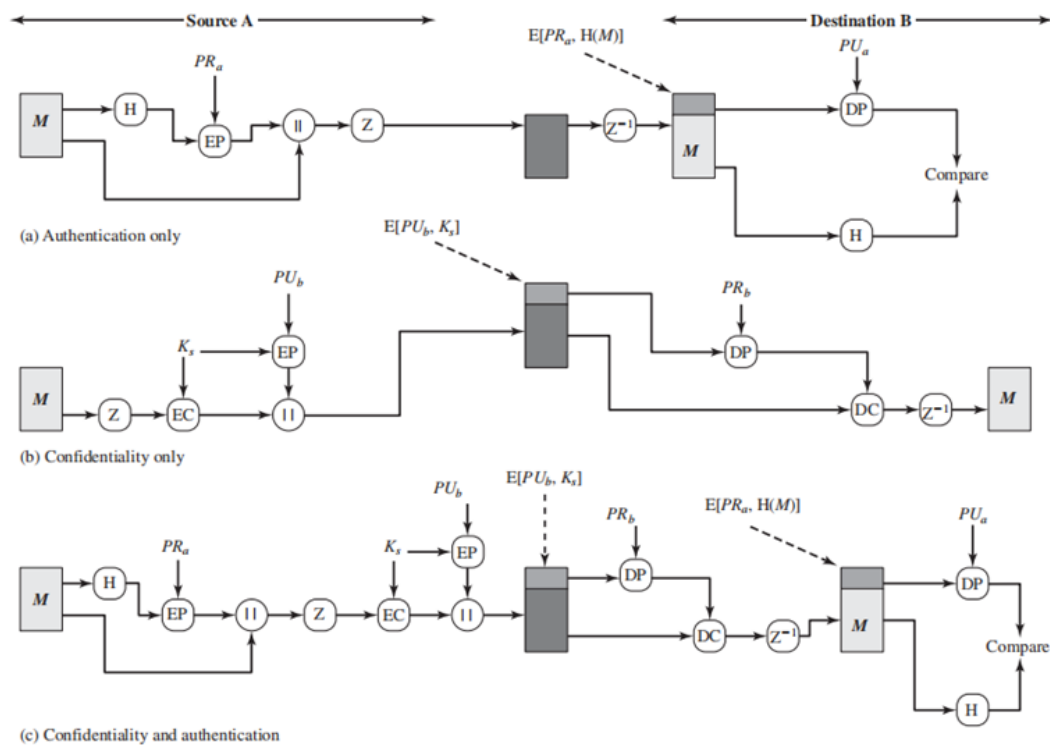 Source A
Destination B
E[PRa, H(M)]
PRa
PUa
M
H
EP
||
Z
Z−1
M
DP
Compare
H
(a) Authentication only
E[PUb, Ks]
PUb
PRb
Ks
EP
DP
M
Z
EC
||
DC
Z−1
M
(b) Confidentiality only
E[PUb, Ks]
PUb
PRb
E[PRa, H(M)]
PUa
PRa
Ks
EP
M
H
EP
||
Z
EC
||
DP
DC
Z−1
M
DP
Compare
H
(c) Confidentiality and authentication